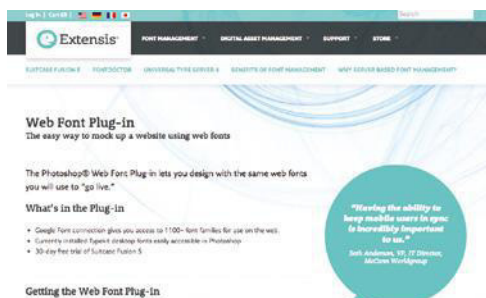 Log In | Cart (0)
Search
Extensis
FONT MANAGEMENT
DIGITAL ASSET MANAGEMENT
SUPPORT
STORE
SUITCASE FUSION 5
FONTDOCTOR
UNIVERSAL TYPE SERVER 4
BENEFITS OF FONT MANAGEMENT
WHY SERVER BASED FONT MANAGEMENT?
Web Font Plug-in
The easy way to mock up a website using web fonts
The Photoshop® Web Font Plug-in lets you design with the same web fonts
you will use to "go live."
What's in the Plug-in
Google Font connection gives you access to 1100+ font families for use on the web.
Currently installed Typekit desktop fonts easily accessible in Photoshop
30-day free trial of Suitcase Fusion 5
Getting the Web Font Plug-in
"Having the ability to
keep mobile users in sync
is incredibly important
to us."
Anderson, VP, IT Director,
McCann Worldgroup